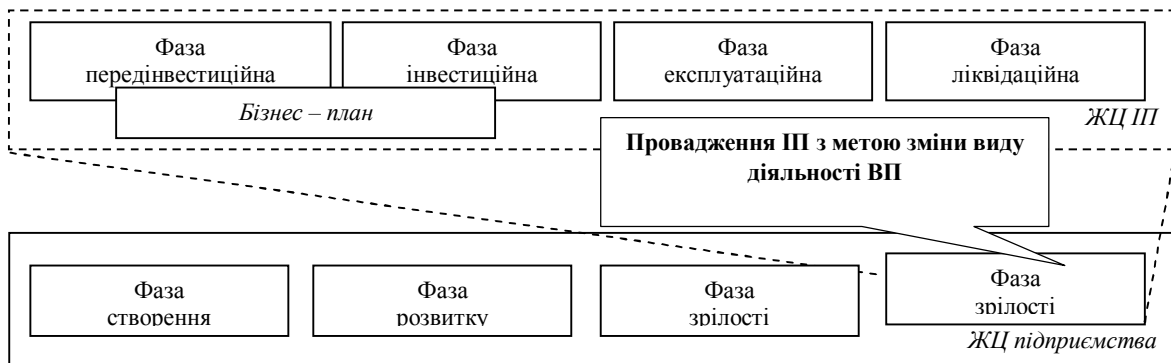 Фаза
передінвестиційна
Фаза
інвестиційна
Фаза
експлуатаційна
Фаза
ліквідаційна
Бізнес – план
ЖЦ ІП
Провадження ІП з метою зміни виду
діяльності ВП
Фаза
створення
Фаза
розвитку
Фаза
зрілості
Фаза
зрілості
ЖЦ підприємства